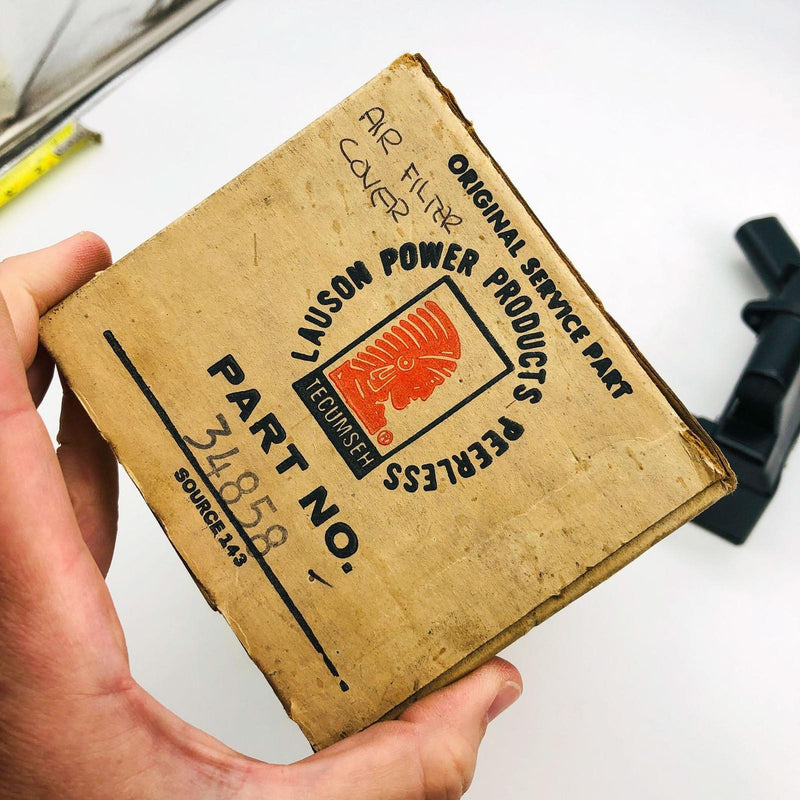 AIR FILTER
COVER
ORIGINAL SERVICE PART
LAUSON POWER PRODUCTS PEERLESS
TECUMSEH
®
PART NO.
34858
SOURCE 143